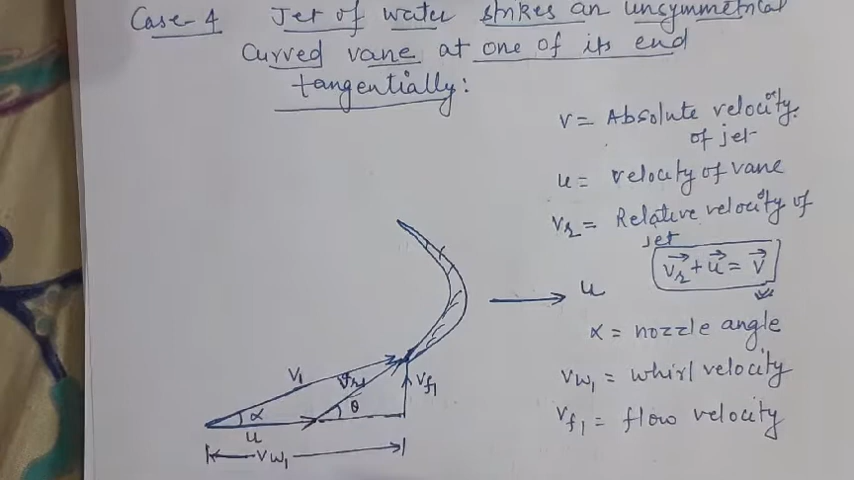 Case-4 Jet of water strikes an unsymmetrical
Curved vane at one of its end
tangentially:
V = Absolute velocity
of jet
u = velocity of vane
Vr = Relative velocity of
jet
Vr + u = V
u
α = nozzle angle
V1 Vr1 Vf1
Vw1 = whirl velocity
α θ
u
Vf1 = flow velocity
Vw1